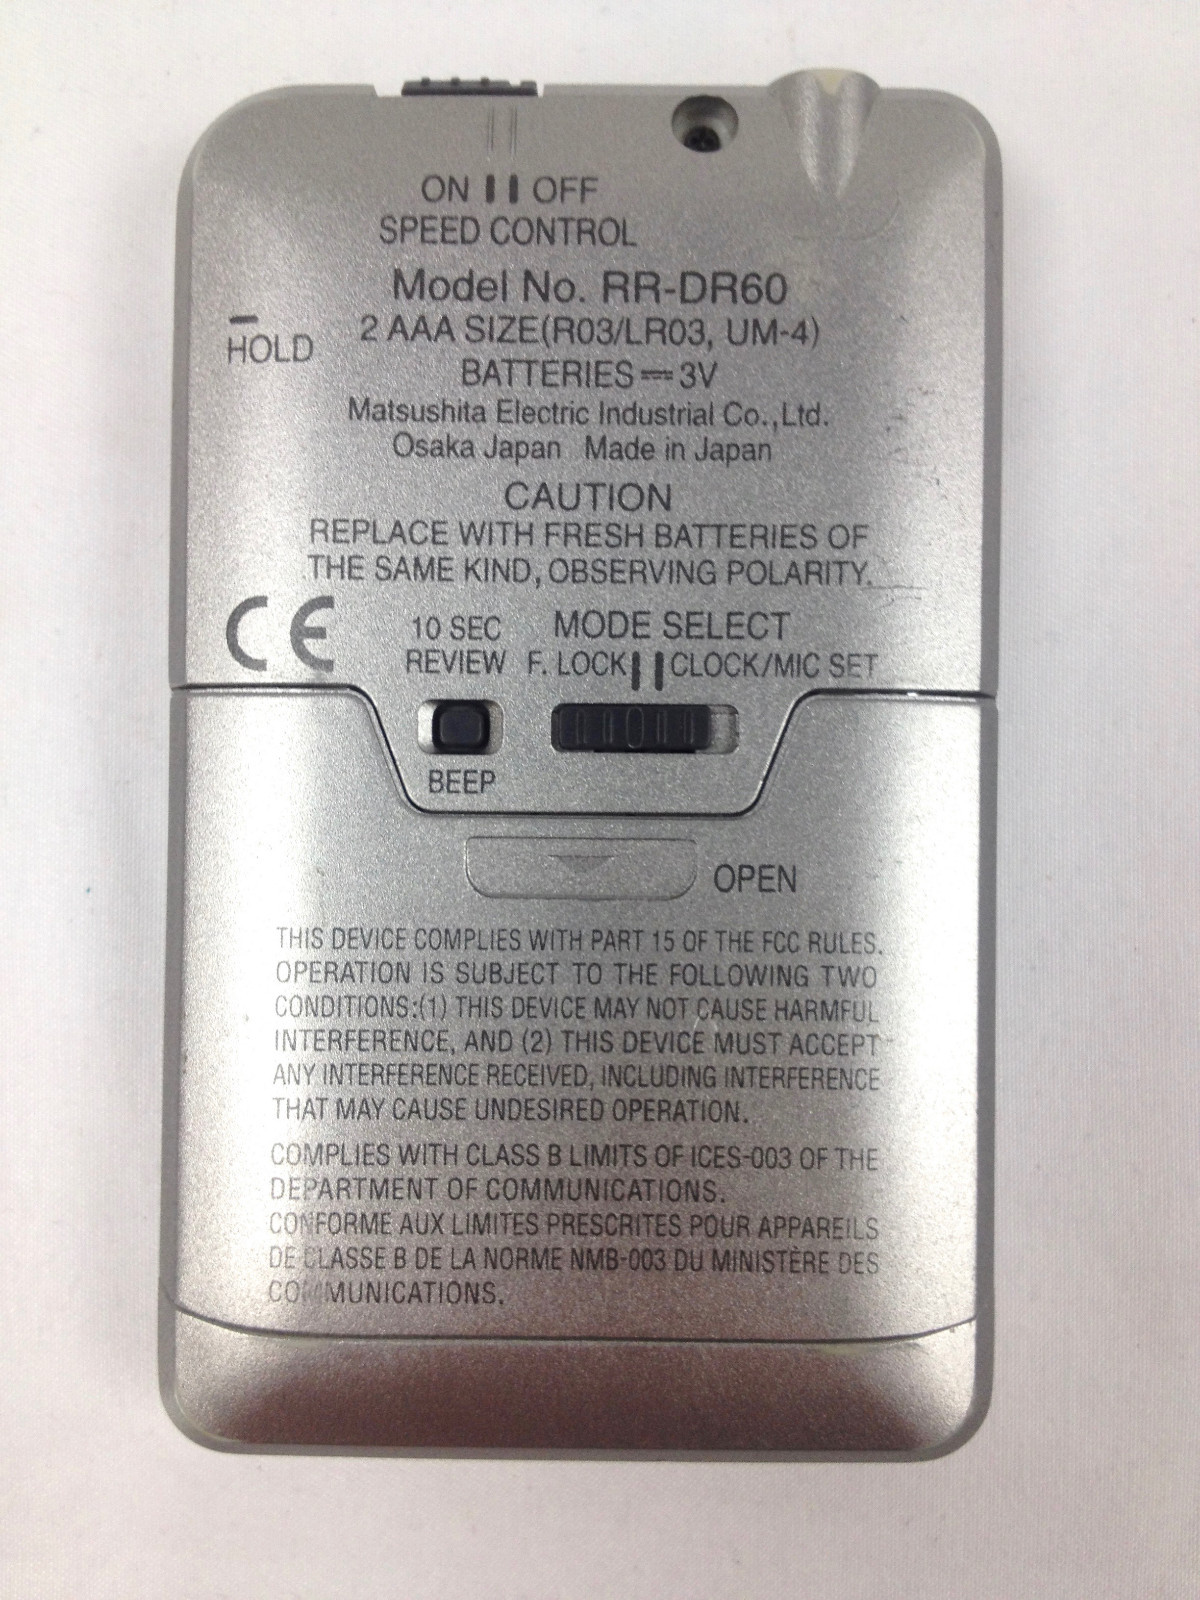 ON OFF
SPEED CONTROL
Model No. RR-DR60
HOLD
2 AAA SIZE(R03/LR03, UM-4)
BATTERIES ⎓ 3V
Matsushita Electric Industrial Co.,Ltd.
Osaka Japan Made in Japan
CAUTION
REPLACE WITH FRESH BATTERIES OF
THE SAME KIND, OBSERVING POLARITY.
CE
10 SEC
REVIEW
MODE SELECT
F. LOCK CLOCK/MIC SET
BEEP
OPEN
THIS DEVICE COMPLIES WITH PART 15 OF THE FCC RULES.
OPERATION IS SUBJECT TO THE FOLLOWING TWO
CONDITIONS:(1) THIS DEVICE MAY NOT CAUSE HARMFUL
INTERFERENCE, AND (2) THIS DEVICE MUST ACCEPT
ANY INTERFERENCE RECEIVED, INCLUDING INTERFERENCE
THAT MAY CAUSE UNDESIRED OPERATION.
COMPLIES WITH CLASS B LIMITS OF ICES-003 OF THE
DEPARTMENT OF COMMUNICATIONS.
CONFORME AUX LIMITES PRESCRITES POUR APPAREILS
DE CLASSE B DE LA NORME NMB-003 DU MINISTÈRE DES
COMMUNICATIONS.